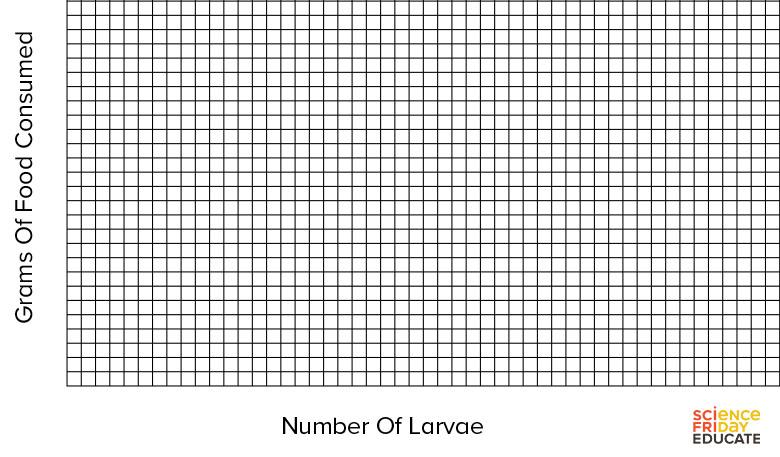 Grams Of Food Consumed
Number Of Larvae
science
FRIDAY
EDUCATE